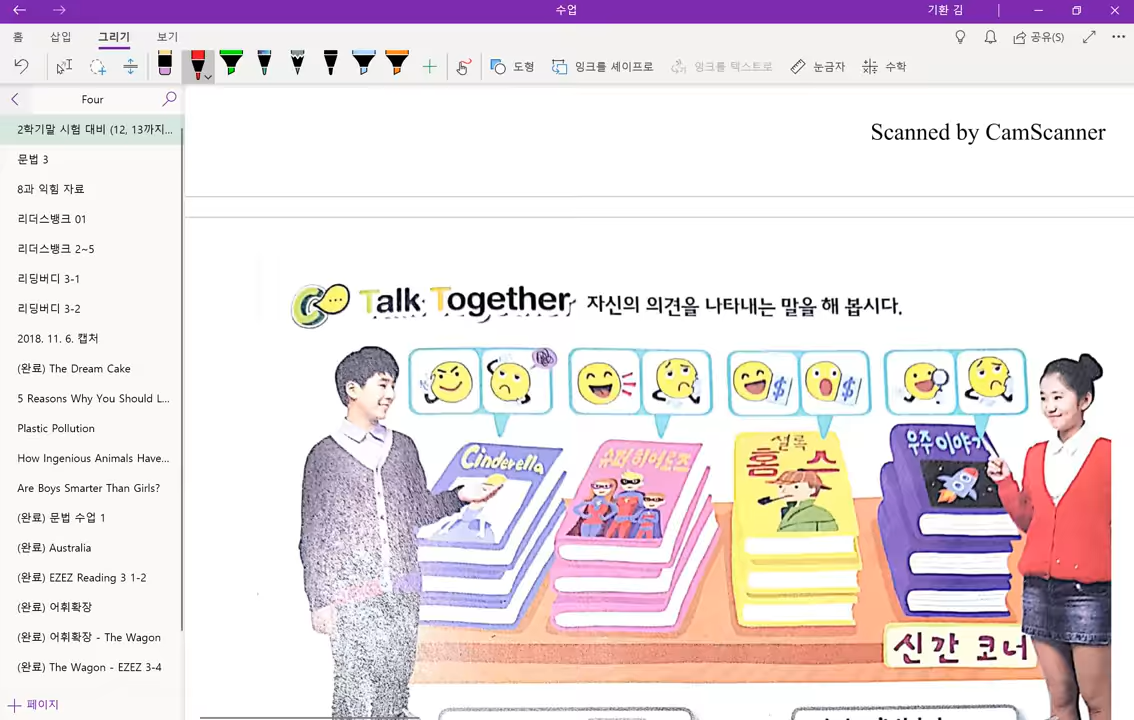 수업
기환 김
홈
삽입
그리기
보기
공유(S)
도형
잉크를 셰이프로
잉크를 텍스트로
눈금자
수학
Four
2학기말 시험 대비 (12, 13까지...
문법 3
8과 익힘 자료
리더스뱅크 01
리더스뱅크 2~5
리딩버디 3-1
리딩버디 3-2
2018. 11. 6. 캡처
(완료) The Dream Cake
5 Reasons Why You Should L...
Plastic Pollution
How Ingenious Animals Have...
Are Boys Smarter Than Girls?
(완료) 문법 수업 1
(완료) Australia
(완료) EZEZ Reading 3 1-2
(완료) 어휘확장
(완료) 어휘확장 - The Wagon
(완료) The Wagon - EZEZ 3-4
페이지
Scanned by CamScanner
C Talk Together 자신의 의견을 나타내는 말을 해 봅시다.
$ $
Cinderella
슈퍼 히어로즈
셜록
홈스
우주 이야기
신간 코너